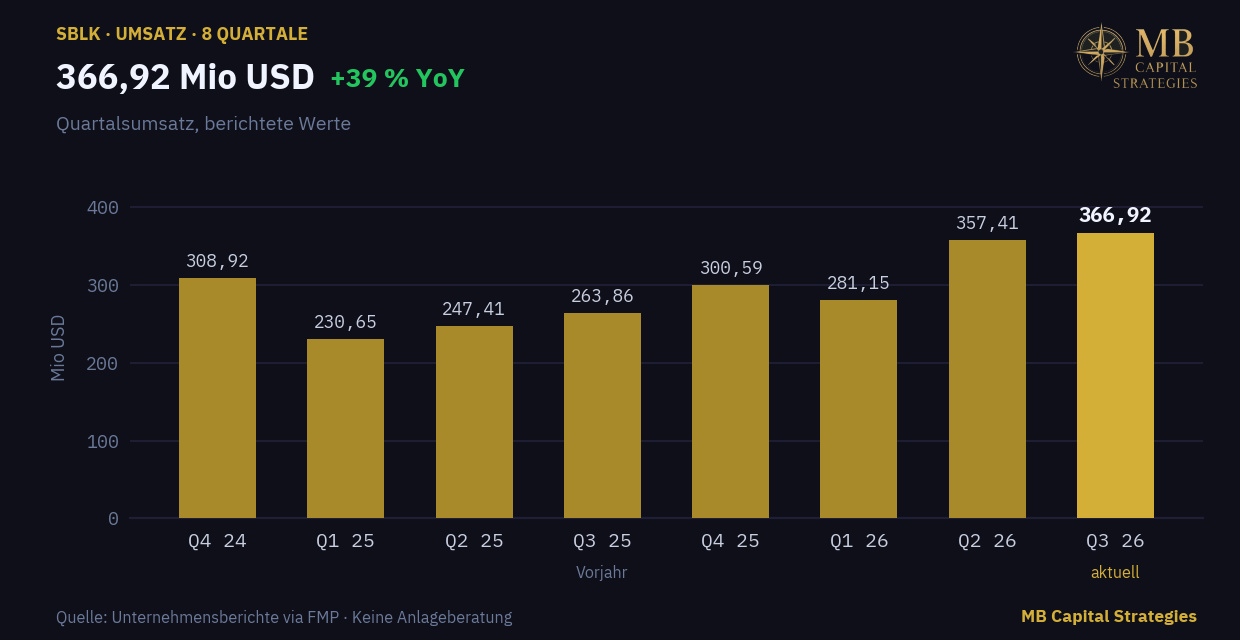 SBLK · UMSATZ · 8 QUARTALE
366,92 Mio USD +39 % YoY
Quartalsumsatz, berichtete Werte
MB
CAPITAL
STRATEGIES
Mio USD
400
300
200
100
0
308,92
230,65
247,41
263,86
300,59
281,15
357,41
366,92
Q4 24
Q1 25
Q2 25
Q3 25
Q4 25
Q1 26
Q2 26
Q3 26
Vorjahr
aktuell
Quelle: Unternehmensberichte via FMP · Keine Anlageberatung
MB Capital Strategies